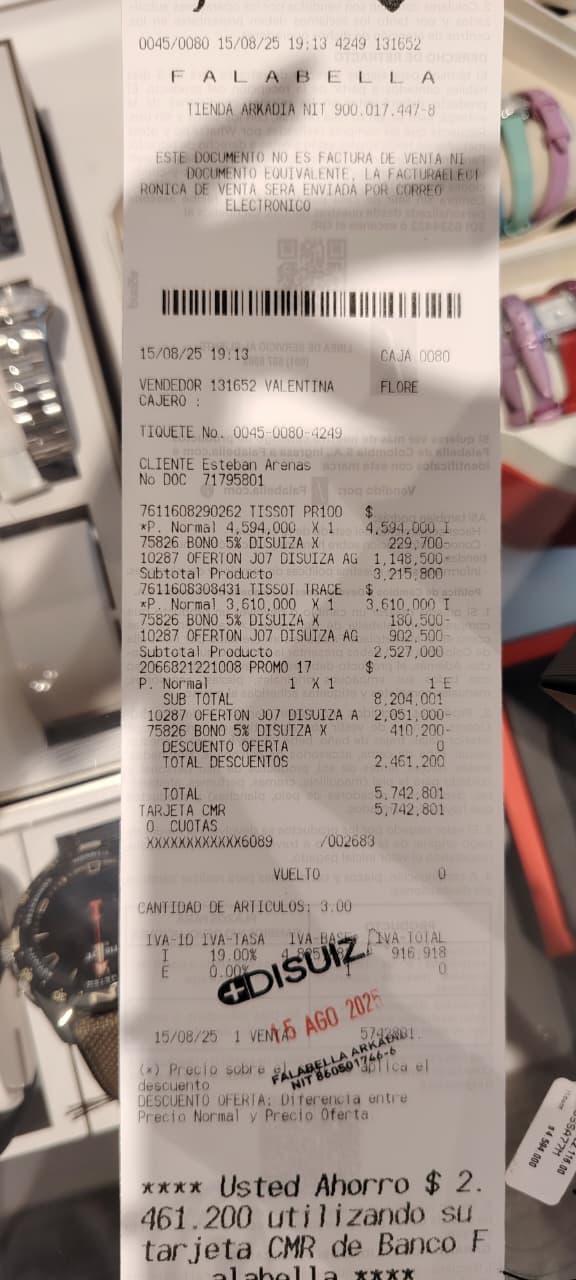 0045/0080 15/08/25 19:13 4249 131652
FALABELLA
TIENDA ARKADIA NIT 900.017.447-8
ESTE DOCUMENTO NO ES FACTURA DE VENTA NI
DOCUMENTO EQUIVALENTE, LA FACTURAELECT
RONICA DE VENTA SERA ENVIADA POR CORREO
ELECTRONICO
15/08/25 19:13 CAJA 0080
VENDEDOR 131652 VALENTINA FLORE
CAJERO :
TIQUETE No. 0045-0080-4249
CLIENTE Esteban Arenas
No DOC 71795801
7611608290262 TISSOT PR100 $
*P. Normal 4,594,000 X 1 4,594,000 I
75826 BONO 5% DISUIZA X 229,700-
10287 OFERTON J07 DISUIZA AG 1,148,500-
Subtotal Producto 3,215,800
7611608308431 TISSOT TRACE $
*P. Normal 3,610,000 X 1 3,610,000 I
75826 BONO 5% DISUIZA X 180,500-
10287 OFERTON J07 DISUIZA AG 902,500-
Subtotal Producto 2,527,000
2066821221008 PROMO 17 $
P. Normal 1 X 1 1 E
SUB TOTAL 8,204,001
10287 OFERTON J07 DISUIZA A 2,051,000-
75826 BONO 5% DISUIZA X 410,200-
DESCUENTO OFERTA 0
TOTAL DESCUENTOS 2,461,200
TOTAL 5,742,801
TARJETA CMR 5,742,801
0 CUOTAS
XXXXXXXXXXXX6089 /002683
VUELTO 0
CANTIDAD DE ARTICULOS: 3.00
IVA-ID IVA-TASA IVA-BASE IVA-TOTAL
I 19.00% 916.918
E 0.00% 1 0
+DISUIZ
15 AGO 2025
15/08/25 1 VENTA 5742801.
FALABELLA ARKADIA
NIT 860501746-6
(*) Precio sobre el aplica el
descuento
DESCUENTO OFERTA: Diferencia entre
Precio Normal y Precio Oferta
**** Usted Ahorro $ 2.
461.200 utilizando su
tarjeta CMR de Banco F
alabella ****
$4.594.000